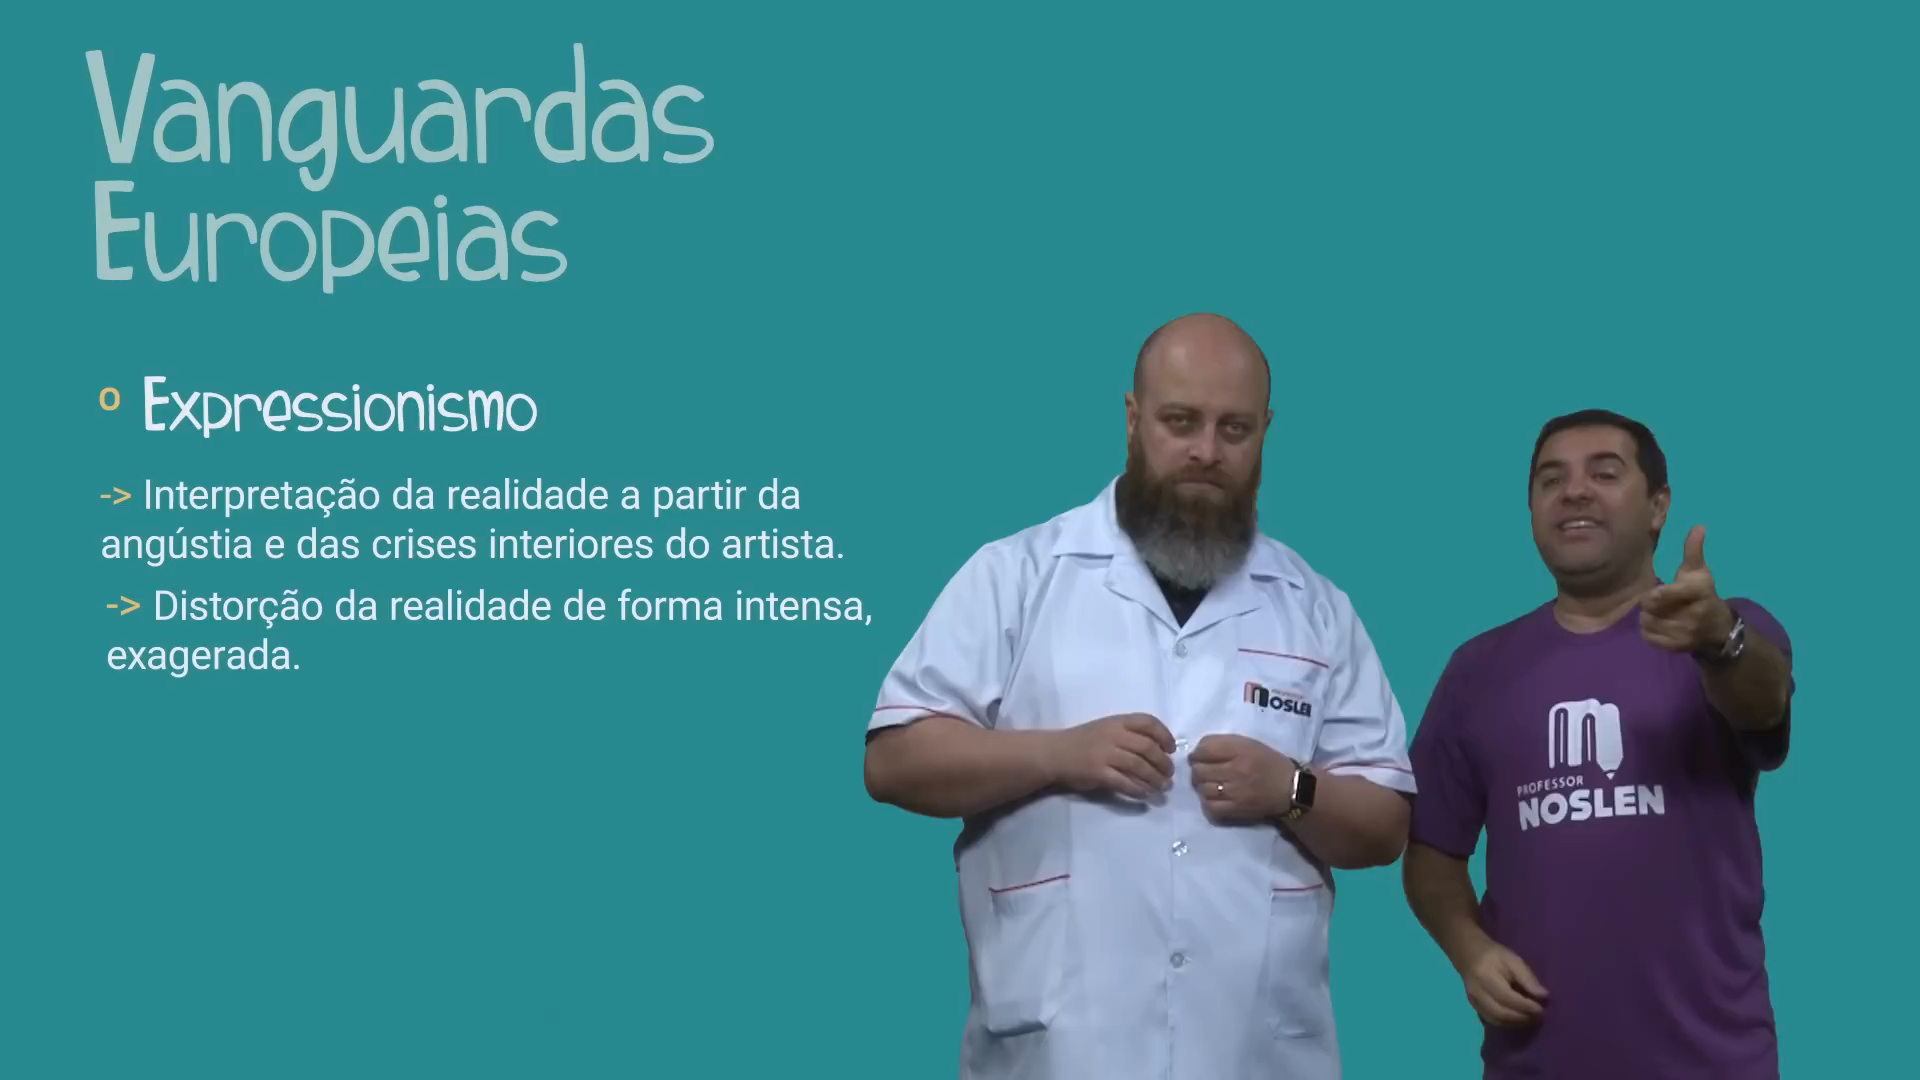 Vanguardas
Europeias
o Expressionismo
-> Interpretação da realidade a partir da
angústia e das crises interiores do artista.
-> Distorção da realidade de forma intensa,
exagerada.
NOSLEN
PROFESSOR
NOSLEN